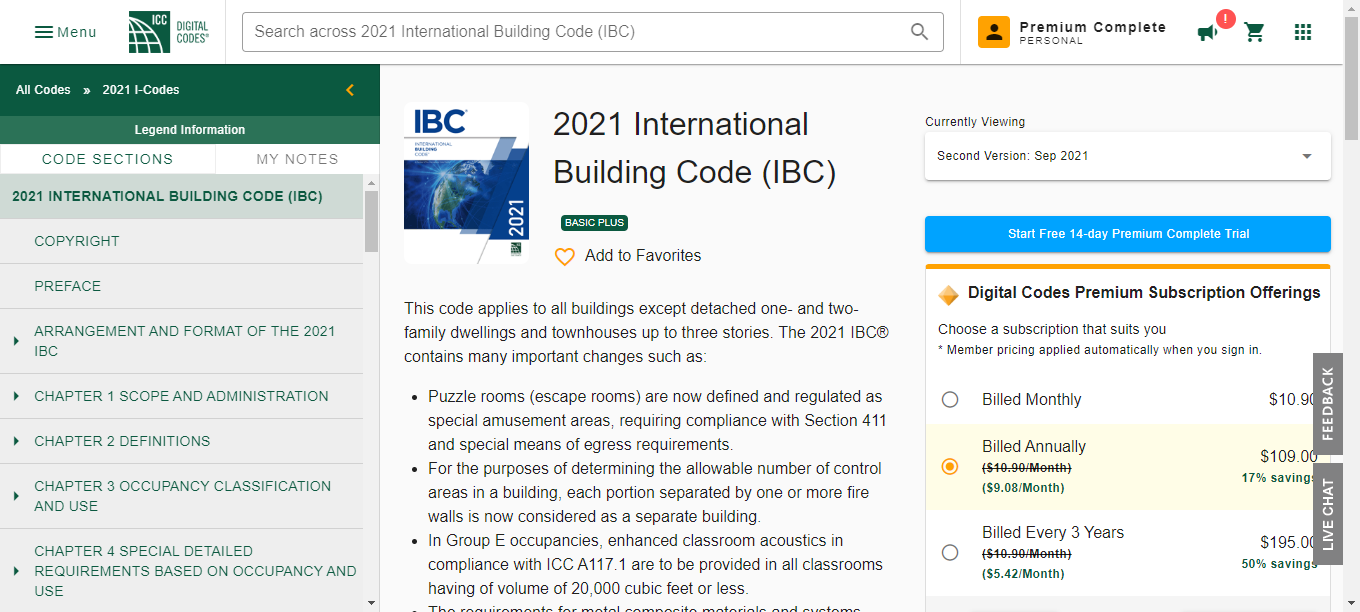 Menu
ICC DIGITAL CODES®
Search across 2021 International Building Code (IBC)
Premium Complete
PERSONAL
!
All Codes » 2021 I-Codes
Legend Information
CODE SECTIONS
MY NOTES
2021 INTERNATIONAL BUILDING CODE (IBC)
COPYRIGHT
PREFACE
ARRANGEMENT AND FORMAT OF THE 2021
IBC
CHAPTER 1 SCOPE AND ADMINISTRATION
CHAPTER 2 DEFINITIONS
CHAPTER 3 OCCUPANCY CLASSIFICATION
AND USE
CHAPTER 4 SPECIAL DETAILED
REQUIREMENTS BASED ON OCCUPANCY AND
USE
IBC
INTERNATIONAL
BUILDING
CODE
2021
2021 International
Building Code (IBC)
BASIC PLUS
Add to Favorites
This code applies to all buildings except detached one- and two-
family dwellings and townhouses up to three stories. The 2021 IBC®
contains many important changes such as:
• Puzzle rooms (escape rooms) are now defined and regulated as
special amusement areas, requiring compliance with Section 411
and special means of egress requirements.
• For the purposes of determining the allowable number of control
areas in a building, each portion separated by one or more fire
walls is now considered as a separate building.
• In Group E occupancies, enhanced classroom acoustics in
compliance with ICC A117.1 are to be provided in all classrooms
having of volume of 20,000 cubic feet or less.
• The requirements for metal composite materials and systems
Currently Viewing
Second Version: Sep 2021
Start Free 14-day Premium Complete Trial
Digital Codes Premium Subscription Offerings
Choose a subscription that suits you
* Member pricing applied automatically when you sign in.
Billed Monthly
$10.90
Billed Annually
($10.90/Month)
($9.08/Month)
$109.00
17% savings
Billed Every 3 Years
($10.90/Month)
($5.42/Month)
$195.00
50% savings
FEEDBACK
LIVE CHAT